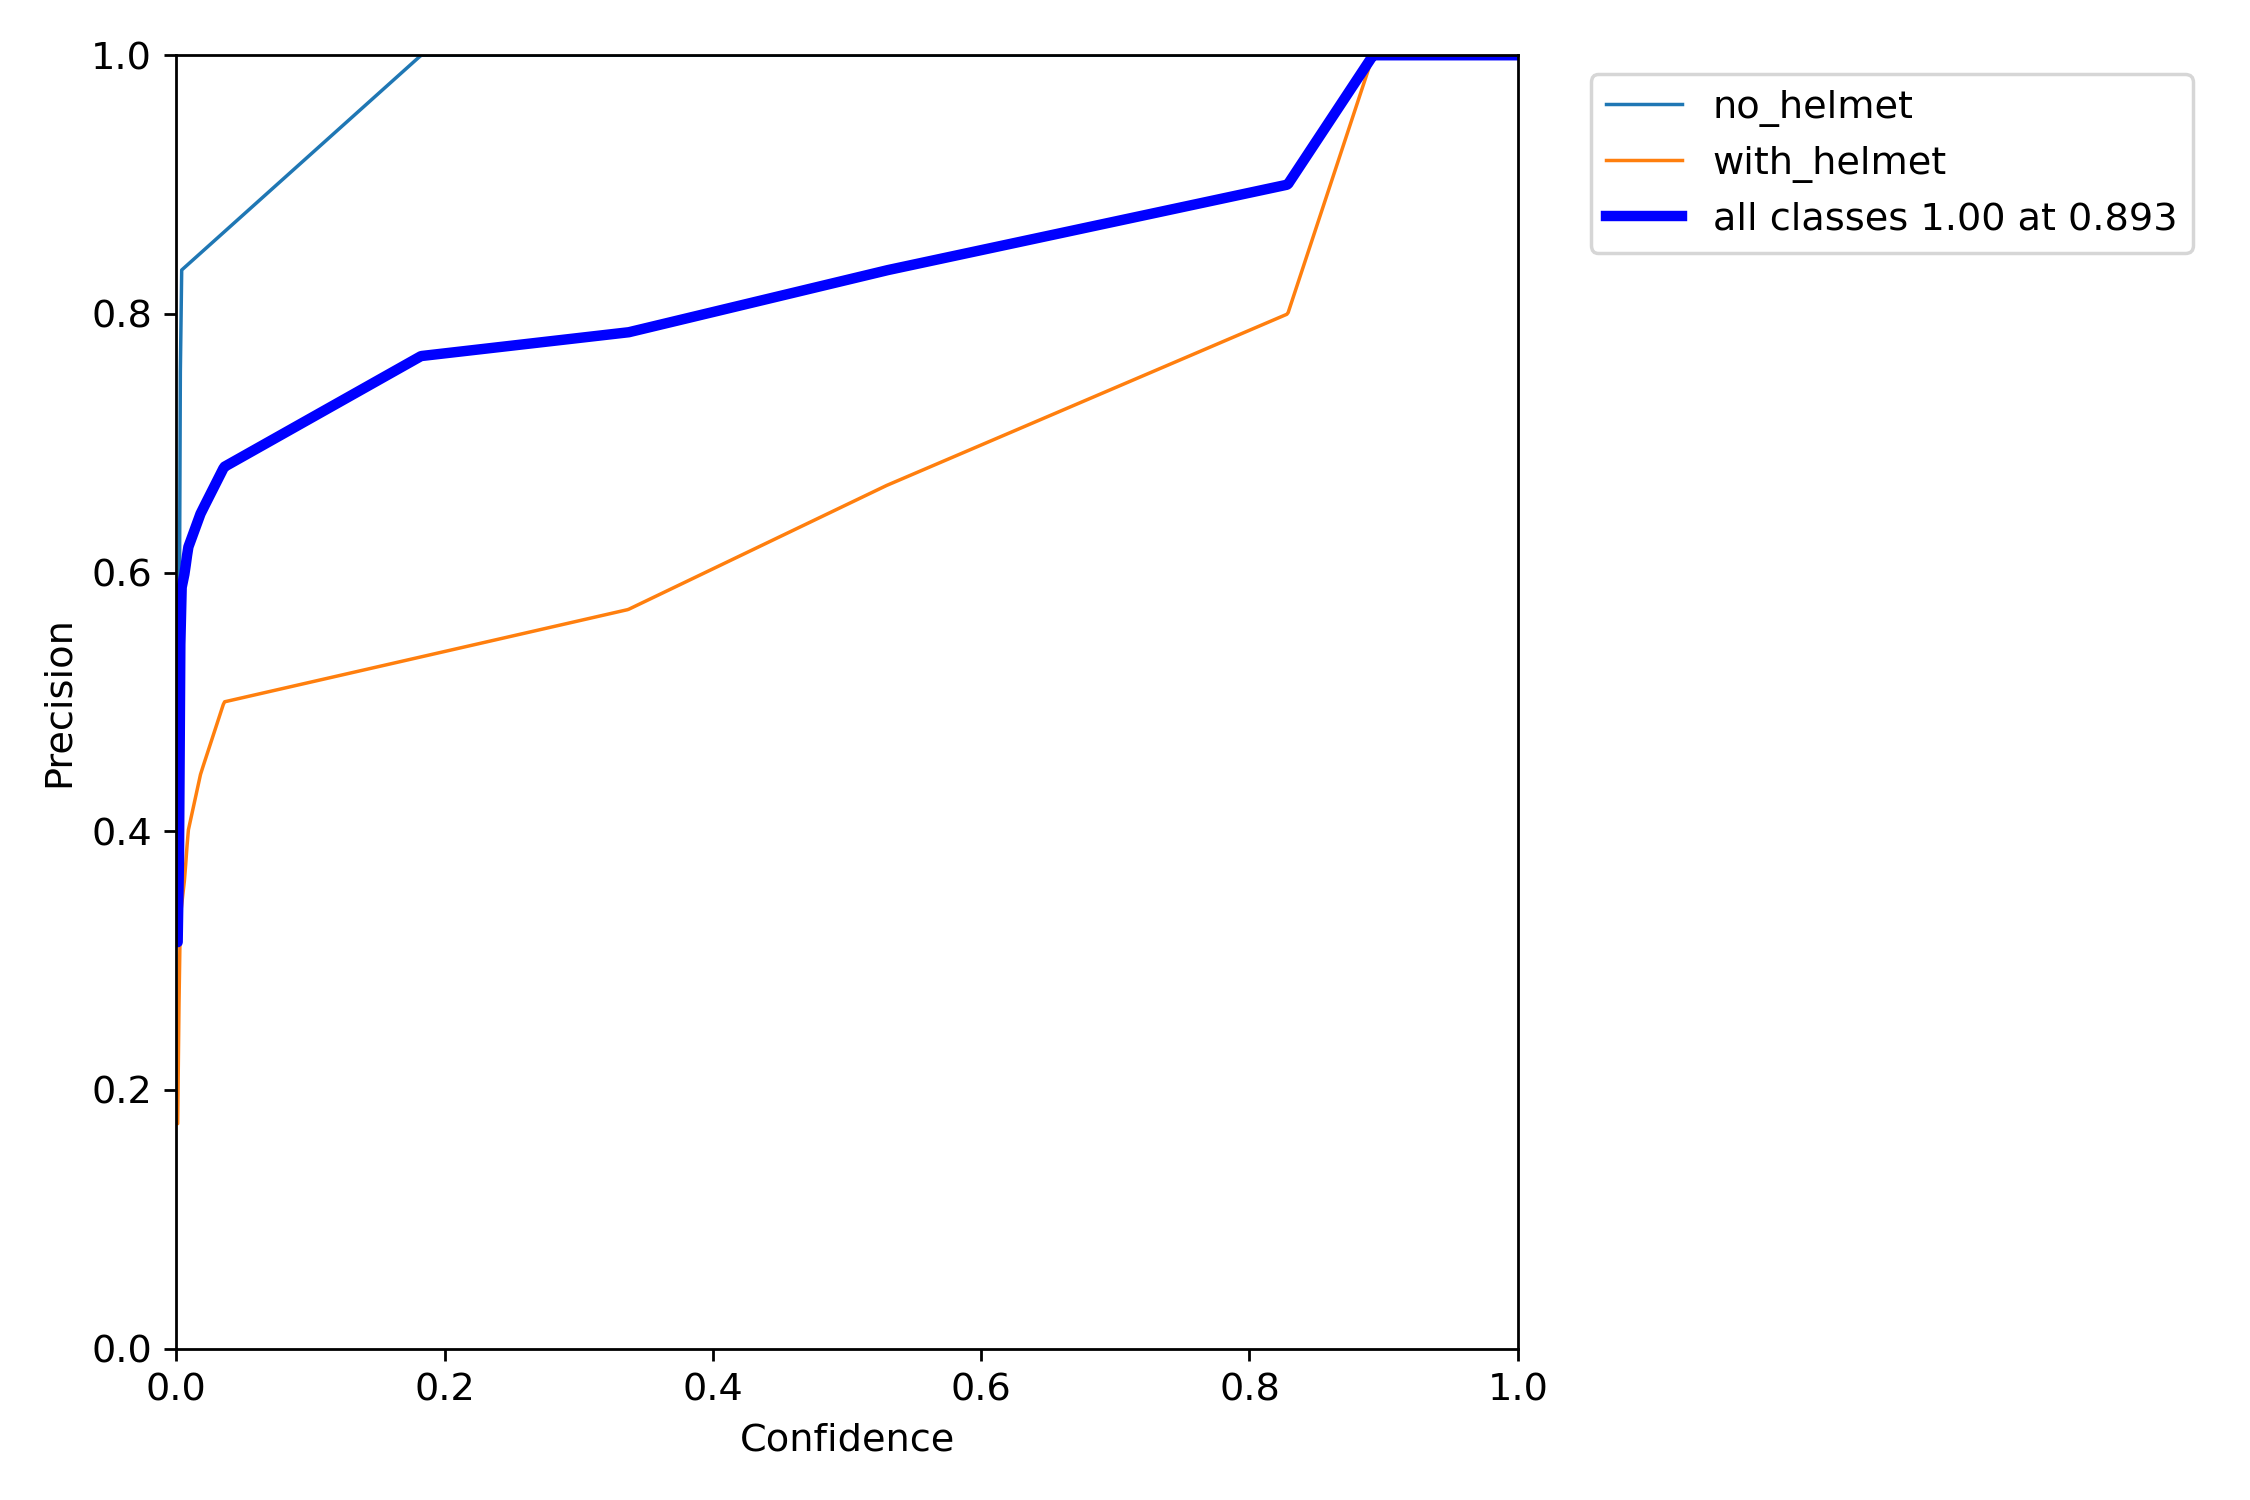 1.0
0.8
0.6
0.4
0.2
0.0
Precision
0.0 0.2 0.4 0.6 0.8 1.0
Confidence
no_helmet
with_helmet
all classes 1.00 at 0.893